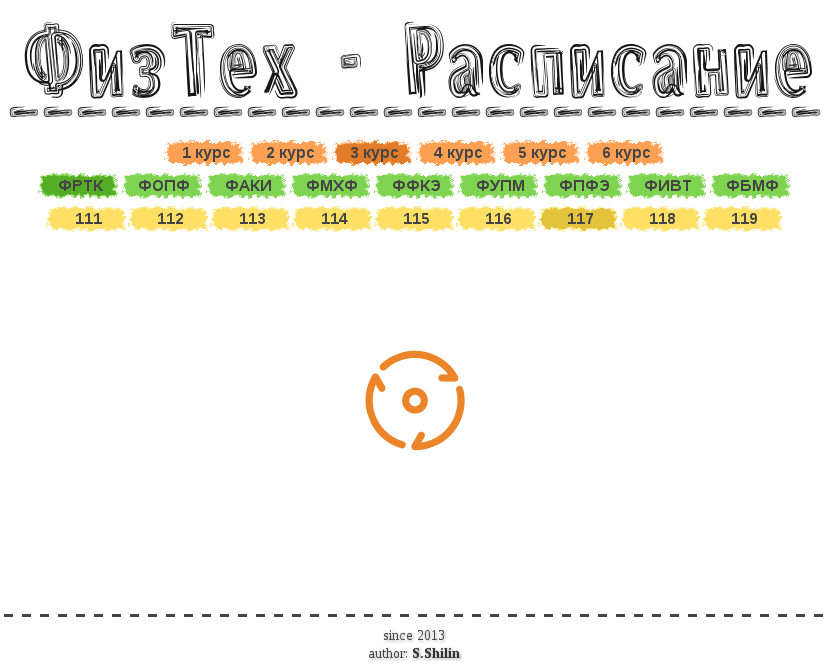 ФизТех - Расписание
1 курс 2 курс 3 курс 4 курс 5 курс 6 курс
ФРТК ФОПФ ФАКИ ФМХФ ФФКЭ ФУПМ ФПФЭ ФИВТ ФБМФ
111 112 113 114 115 116 117 118 119
since 2013
author: S.Shilin